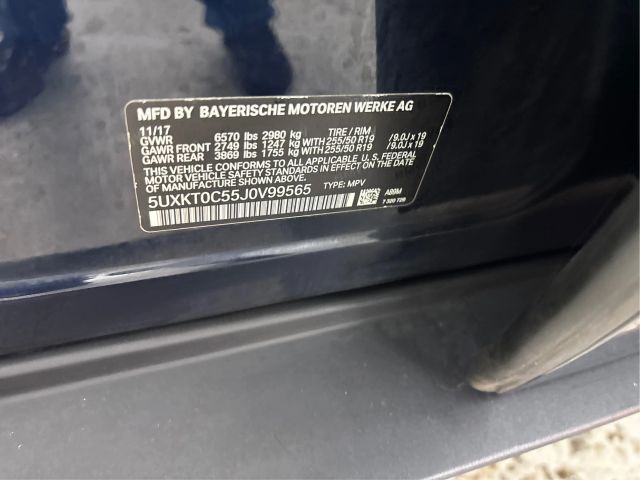 MFD BY BAYERISCHE MOTOREN WERKE AG
11/17
GVWR 6570 lbs 2980 kg TIRE / RIM
GAWR FRONT 2749 lbs 1247 kg WITH 255/50 R19 /9.0J x 19
GAWR REAR 3869 lbs 1755 kg WITH 255/50 R19 /9.0J x 19
THIS VEHICLE CONFORMS TO ALL APPLICABLE U.S. FEDERAL
MOTOR VEHICLE SAFETY STANDARDS IN EFFECT ON THE
DATE OF MANUFACTURE SHOWN ABOVE.
5UXKT0C55J0V99565 TYPE: MPV